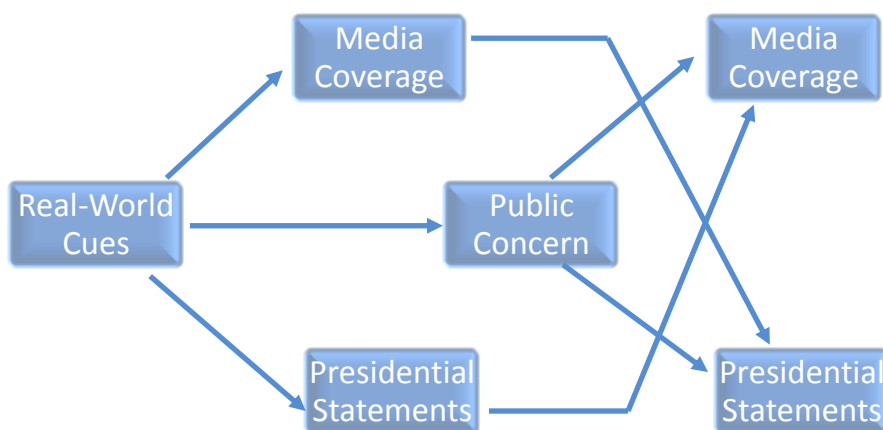 Media
Coverage
Media
Coverage
Real-World
Cues
Public
Concern
Presidential
Statements
Presidential
Statements